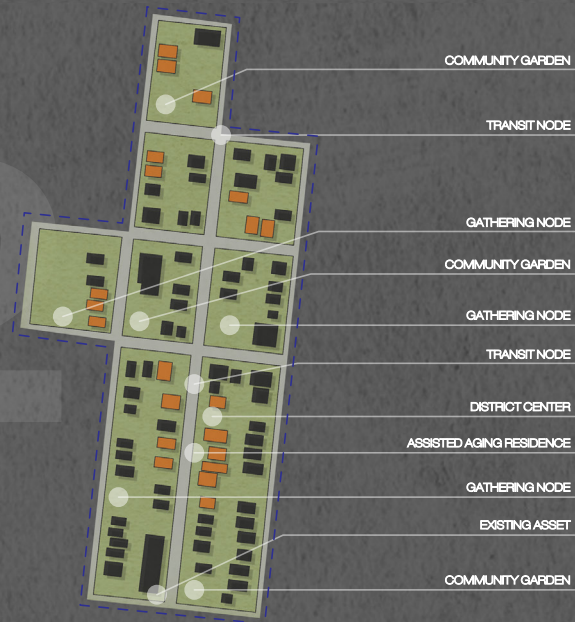 COMMUNITY GARDEN
TRANSIT NODE
GATHERING NODE
COMMUNITY GARDEN
GATHERING NODE
TRANSIT NODE
DISTRICT CENTER
ASSISTED AGING RESIDENCE
GATHERING NODE
EXISTING ASSET
COMMUNITY GARDEN